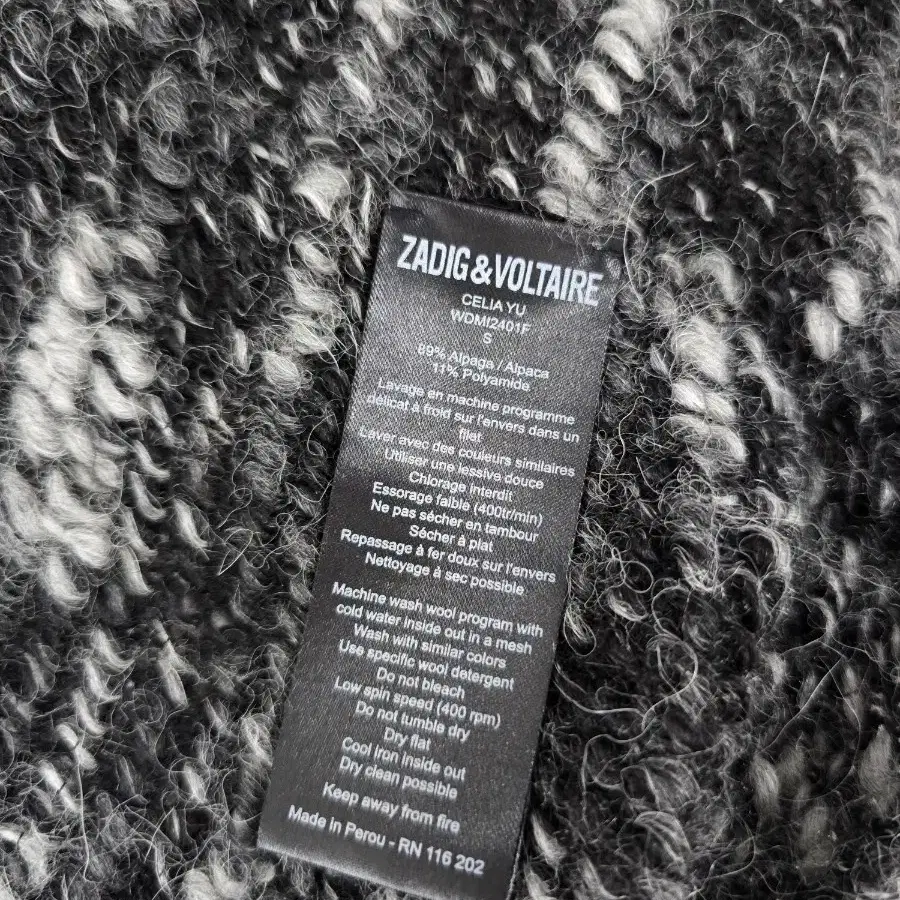 ZADIG&VOLTAIRE
CELIA YU
WDMI2401F
S
89% Alpaga / Alpaca
11% Polyamide
Lavage en machine programme
délicat à froid sur l'envers dans un
filet
Laver avec des couleurs similaires
Utiliser une lessive douce
Chlorage interdit
Essorage faible (400tr/min)
Ne pas sécher en tambour
Sécher à plat
Repassage à fer doux sur l'envers
Nettoyage à sec possible
Machine wash wool program with
cold water inside out in a mesh
Wash with similar colors
Use specific wool detergent
Do not bleach
Low spin speed (400 rpm)
Do not tumble dry
Dry flat
Cool Iron inside out
Dry clean possible
Keep away from fire
Made in Perou - RN 116 202